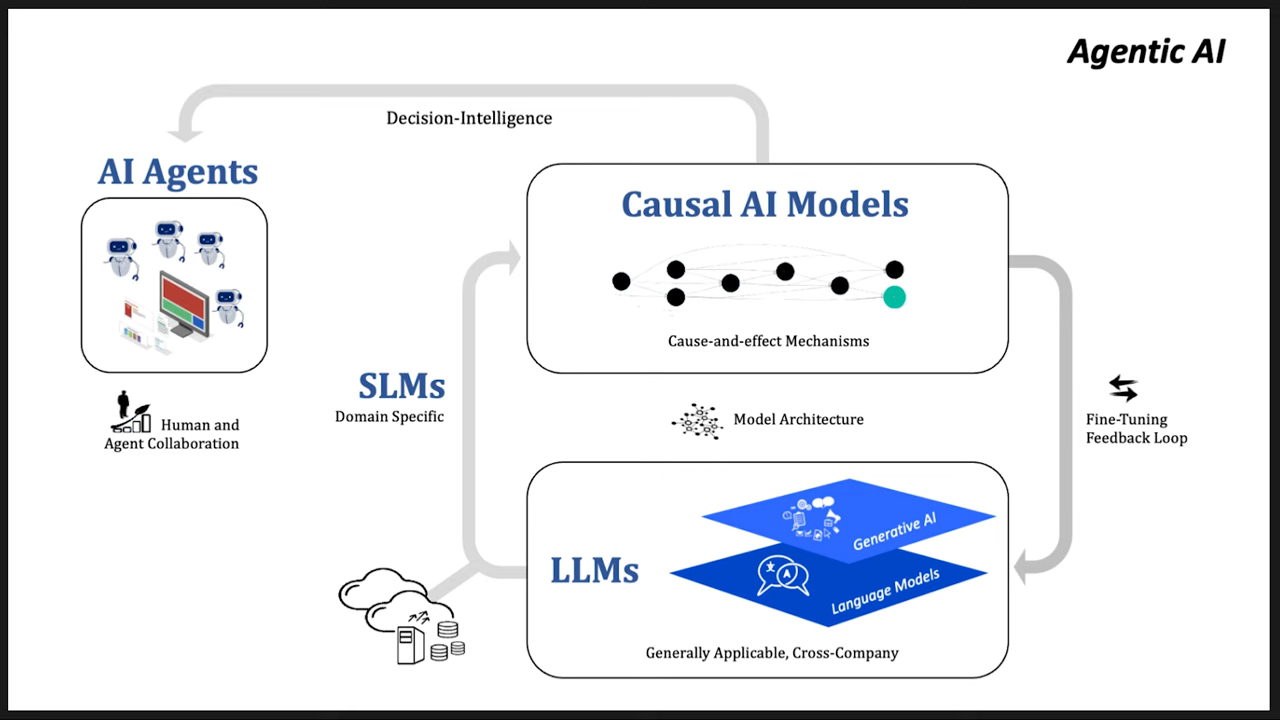 Agentic AI
Decision-Intelligence
AI Agents
Causal AI Models
Cause-and-effect Mechanisms
SLMs
Domain Specific
Human and
Agent Collaboration
Model Architecture
Fine-Tuning
Feedback Loop
Generative AI
LLMs
Language Models
Generally Applicable, Cross-Company